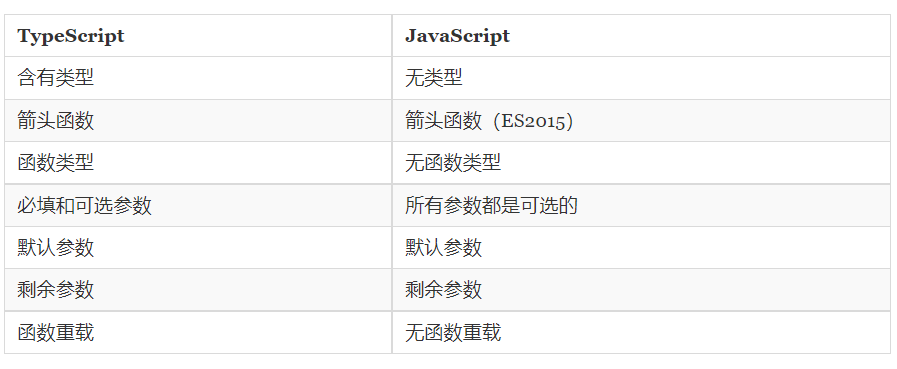 TypeScript JavaScript
含有类型 无类型
箭头函数 箭头函数（ES2015）
函数类型 无函数类型
必填和可选参数 所有参数都是可选的
默认参数 默认参数
剩余参数 剩余参数
函数重载 无函数重载